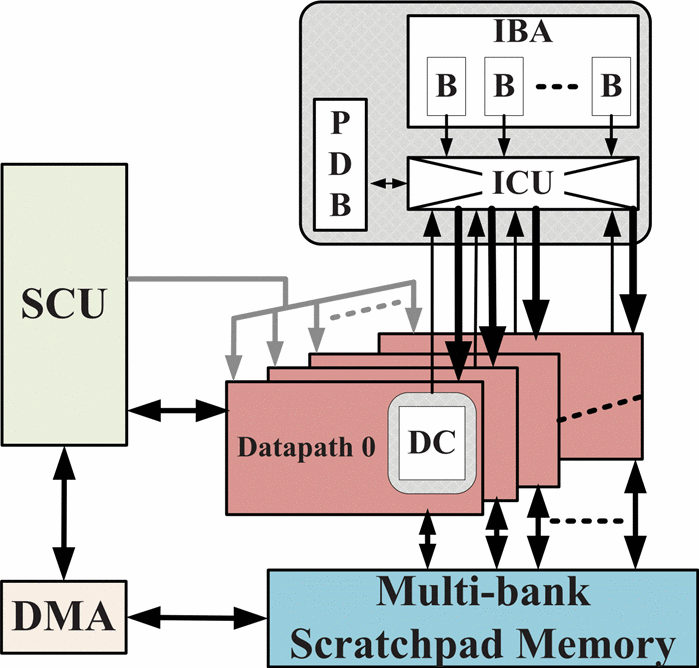 IBA
B B B
P
D
B
ICU
SCU
Datapath 0
DC
DMA
Multi-bank
Scratchpad Memory